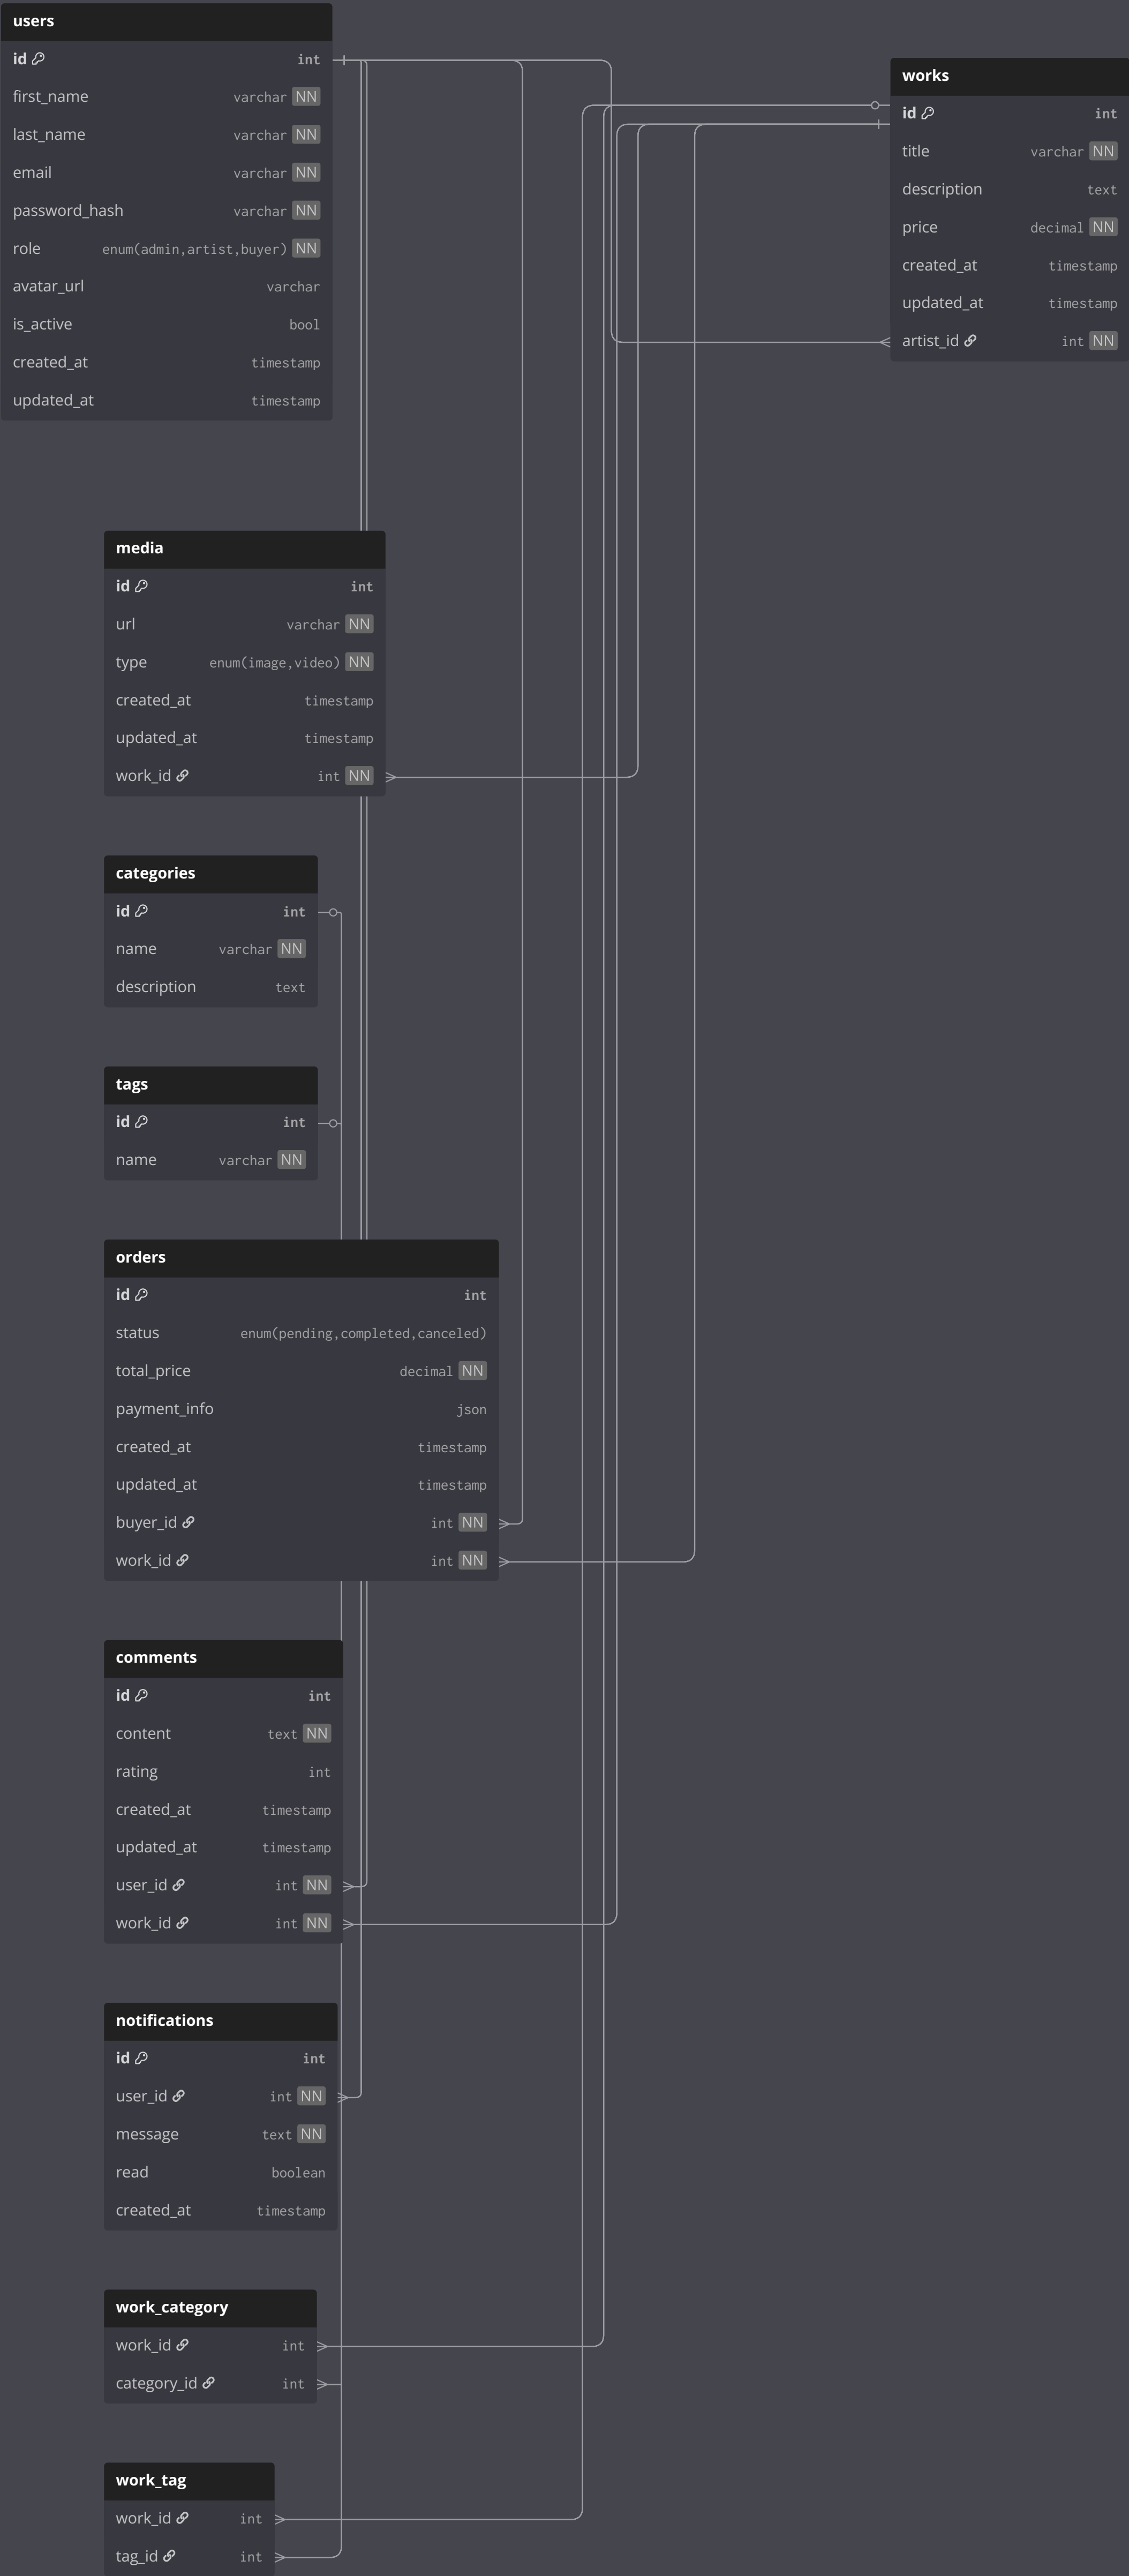 users
id int
first_name varchar NN
last_name varchar NN
email varchar NN
password_hash varchar NN
role enum(admin,artist,buyer) NN
avatar_url varchar
is_active bool
created_at timestamp
updated_at timestamp
works
id int
title varchar NN
description text
price decimal NN
created_at timestamp
updated_at timestamp
artist_id int NN
media
id int
url varchar NN
type enum(image,video) NN
created_at timestamp
updated_at timestamp
work_id int NN
categories
id int
name varchar NN
description text
tags
id int
name varchar NN
orders
id int
status enum(pending,completed,canceled)
total_price decimal NN
payment_info json
created_at timestamp
updated_at timestamp
buyer_id int NN
work_id int NN
comments
id int
content text NN
rating int
created_at timestamp
updated_at timestamp
user_id int NN
work_id int NN
notifications
id int
user_id int NN
message text NN
read boolean
created_at timestamp
work_category
work_id int
category_id int
work_tag
work_id int
tag_id int